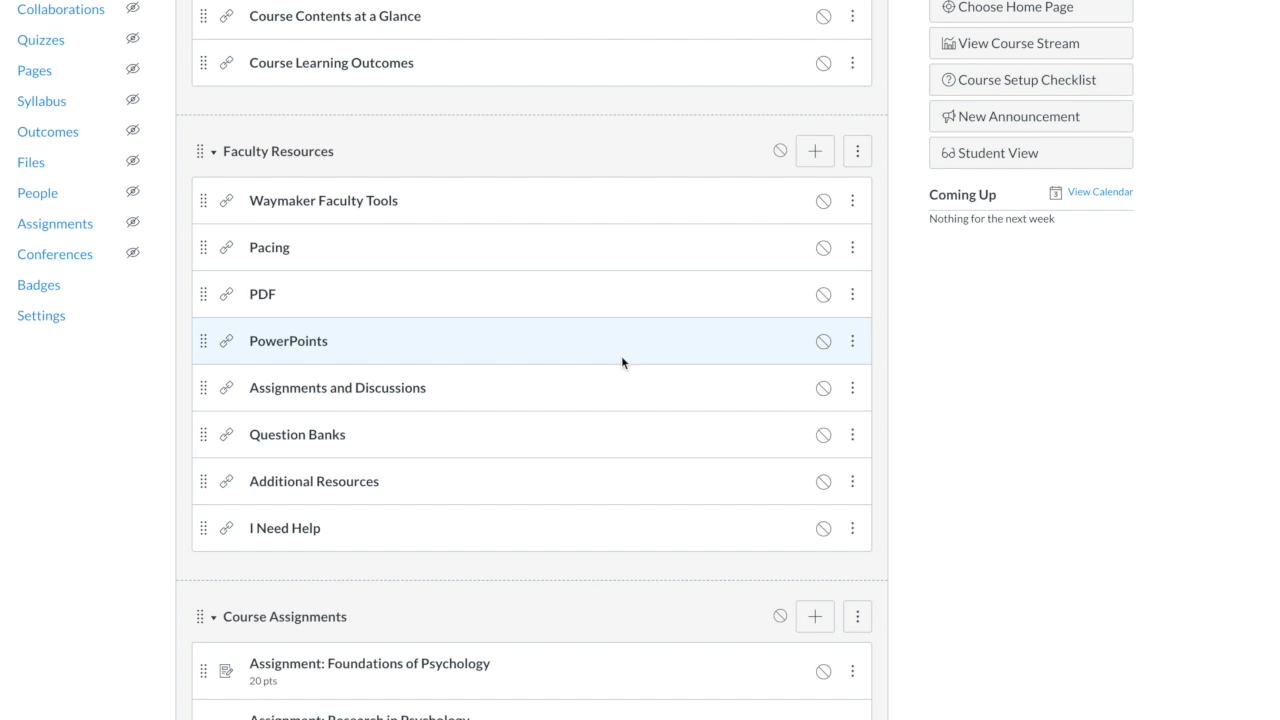 Collaborations
Quizzes
Pages
Syllabus
Outcomes
Files
People
Assignments
Conferences
Badges
Settings
Course Contents at a Glance
Course Learning Outcomes
Faculty Resources
Waymaker Faculty Tools
Pacing
PDF
PowerPoints
Assignments and Discussions
Question Banks
Additional Resources
I Need Help
Course Assignments
Assignment: Foundations of Psychology
20 pts
Assignment: Research in Psychology
Choose Home Page
View Course Stream
Course Setup Checklist
New Announcement
Student View
Coming Up
3 View Calendar
Nothing for the next week